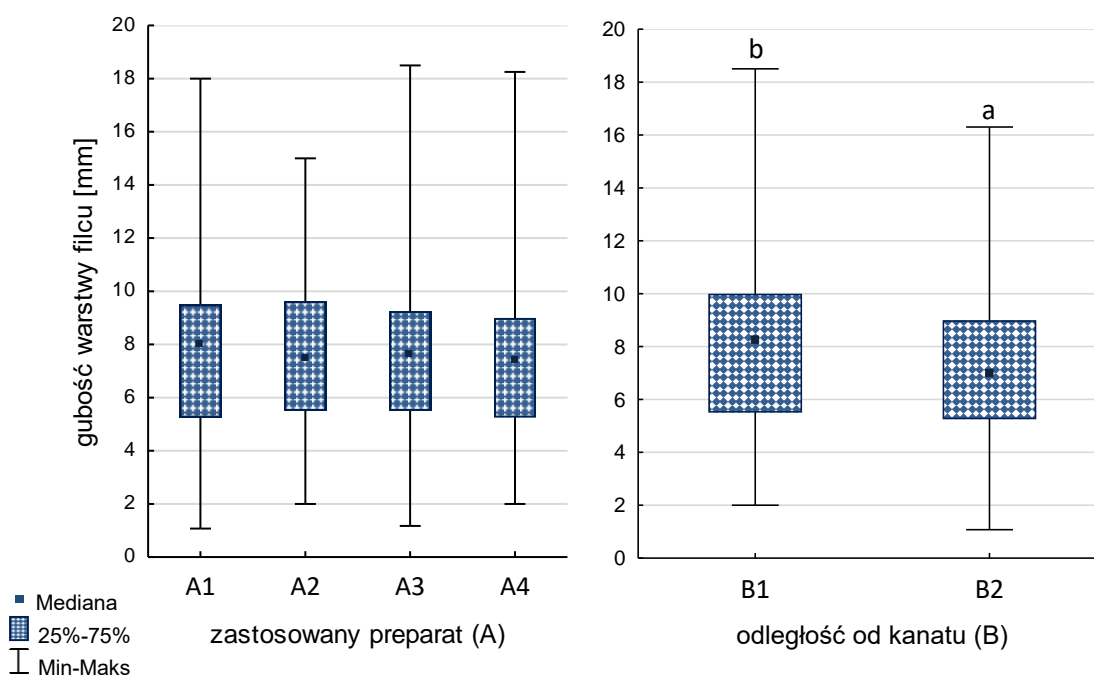 20
18
16
14
12
10
8
6
4
2
0
gubość warstwy filcu [mm]
A1 A2 A3 A4
zastosowany preparat (A)
20
18
16
14
12
10
8
6
4
2
0
b
a
B1 B2
odległość od kanatu (B)
Mediana
25%-75%
Min-Maks